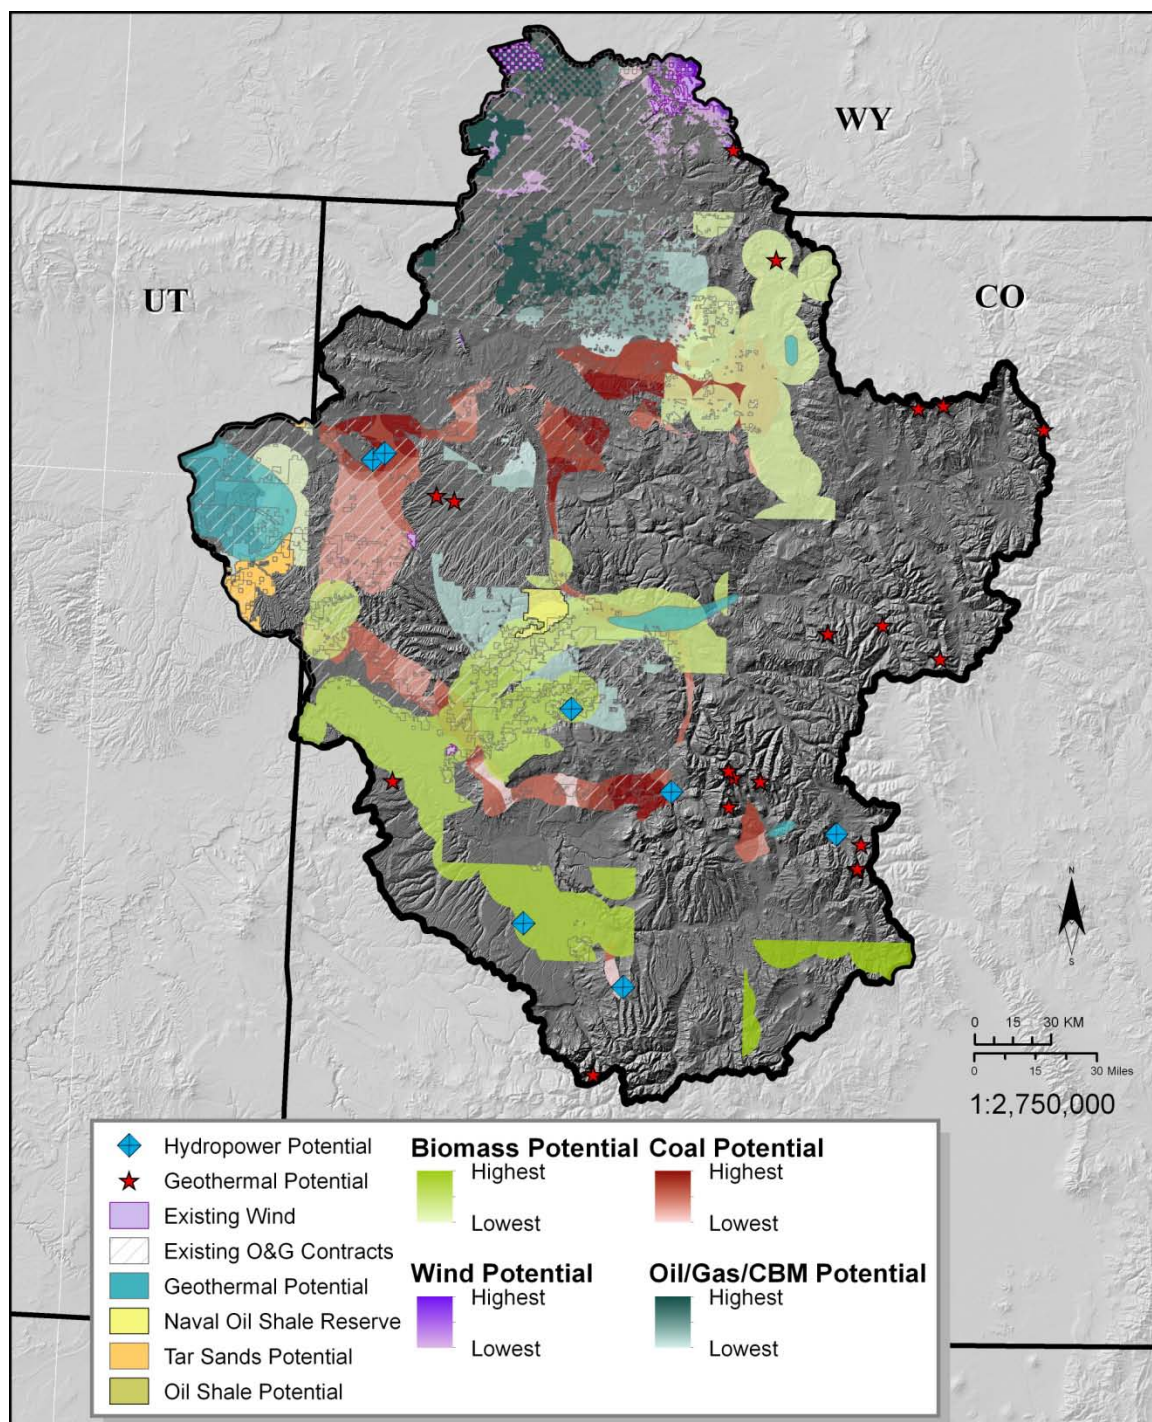 WY
UT
CO
N
S
0 15 30 KM
0 15 30 Miles
1:2,750,000
Hydropower Potential
Geothermal Potential
Existing Wind
Existing O&G Contracts
Geothermal Potential
Naval Oil Shale Reserve
Tar Sands Potential
Oil Shale Potential
Biomass Potential
Highest
Lowest
Coal Potential
Highest
Lowest
Wind Potential
Highest
Lowest
Oil/Gas/CBM Potential
Highest
Lowest